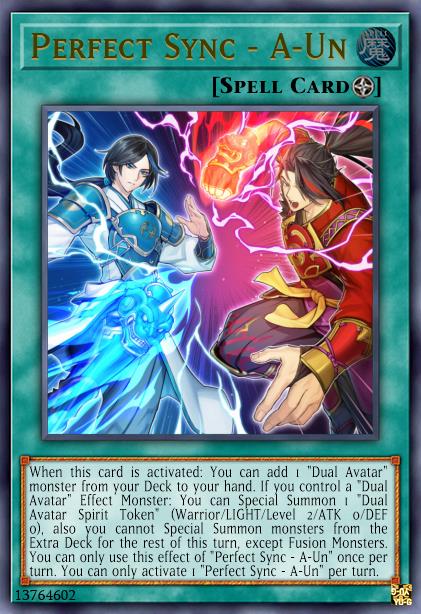 Perfect Sync - A-Un
魔
[Spell Card]
When this card is activated: You can add 1 "Dual Avatar"
monster from your Deck to your hand. If you control a "Dual
Avatar" Effect Monster: You can Special Summon 1 "Dual
Avatar Spirit Token" (Warrior/LIGHT/Level 2/ATK 0/DEF
0), also you cannot Special Summon monsters from the
Extra Deck for the rest of this turn, except Fusion Monsters.
You can only use this effect of "Perfect Sync - A-Un" once per
turn. You can only activate 1 "Perfect Sync - A-Un" per turn.
13764602